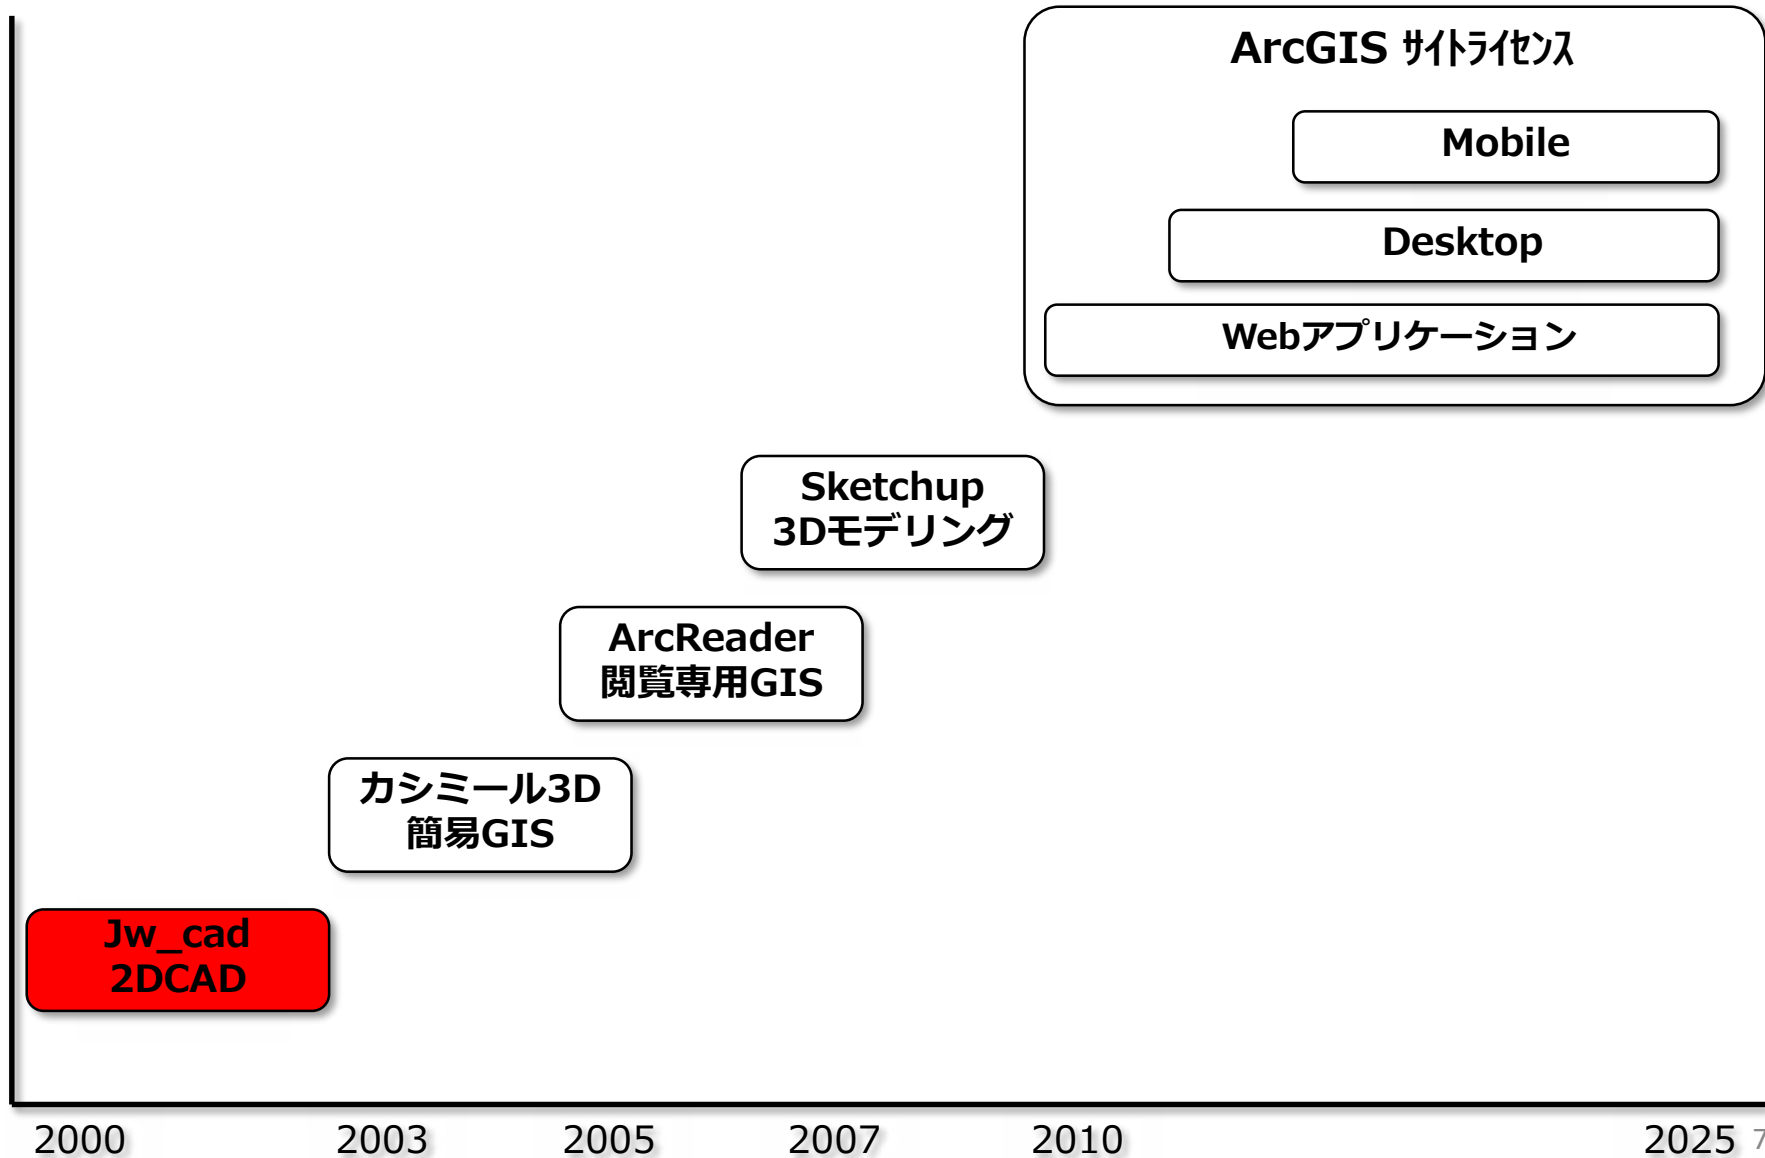 ArcGIS ｻｲﾄﾗｲｾﾝｽ
Mobile
Desktop
Webアプリケーション
Sketchup
3Dモデリング
ArcReader
閲覧専用GIS
カシミール3D
簡易GIS
Jw_cad
2DCAD
2000 2003 2005 2007 2010 2025 7